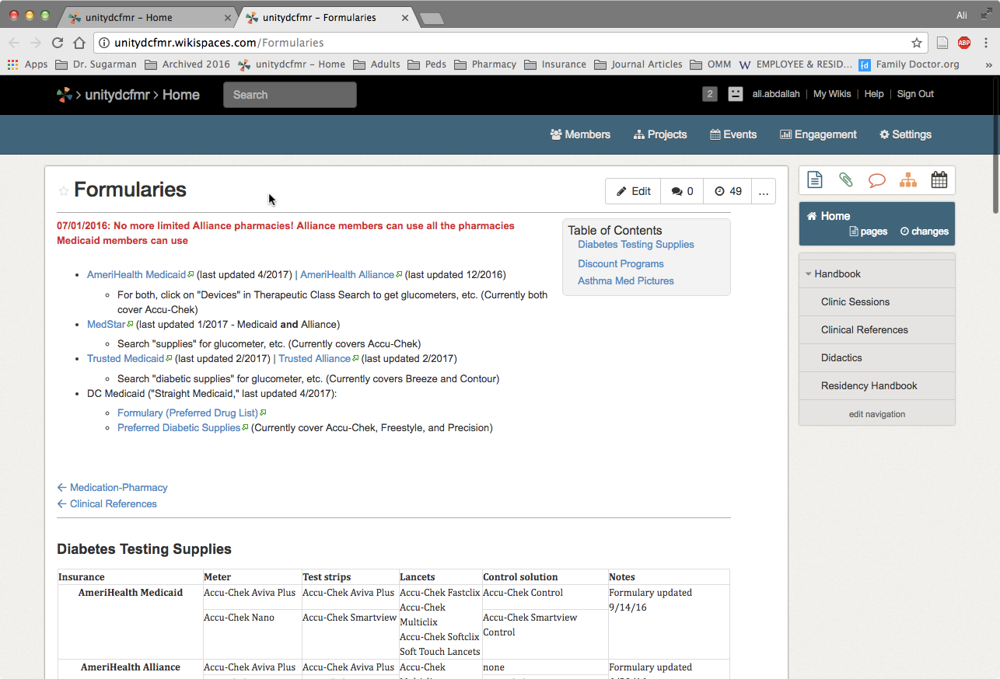 unitydcfmr – Home
unitydcfmr – Formularies
Ali
unitydcfmr.wikispaces.com/Formularies
ABP
Apps Dr. Sugarman Archived 2016 unitydcfmr – Home Adults Peds Pharmacy Insurance Journal Articles OMM W EMPLOYEE & RESID... fd Family Doctor.org »
> unitydcfmr > Home
Search
2 ali.abdallah | My Wikis | Help | Sign Out
Members Projects Events Engagement Settings
Formularies
Edit 0 49 ...
07/01/2016: No more limited Alliance pharmacies! Alliance members can use all the pharmacies
Medicaid members can use
Table of Contents
Diabetes Testing Supplies
Discount Programs
Asthma Med Pictures
• AmeriHealth Medicaid (last updated 4/2017) | AmeriHealth Alliance (last updated 12/2016)
◦ For both, click on "Devices" in Therapeutic Class Search to get glucometers, etc. (Currently both
cover Accu-Chek)
• MedStar (last updated 1/2017 - Medicaid and Alliance)
◦ Search "supplies" for glucometer, etc. (Currently covers Accu-Chek)
• Trusted Medicaid (last updated 2/2017) | Trusted Alliance (last updated 2/2017)
◦ Search "diabetic supplies" for glucometer, etc. (Currently covers Breeze and Contour)
• DC Medicaid ("Straight Medicaid," last updated 4/2017):
◦ Formulary (Preferred Drug List)
◦ Preferred Diabetic Supplies (Currently cover Accu-Chek, Freestyle, and Precision)
← Medication-Pharmacy
← Clinical References
Home
pages changes
Handbook
Clinic Sessions
Clinical References
Didactics
Residency Handbook
edit navigation
Diabetes Testing Supplies
Insurance Meter Test strips Lancets Control solution Notes
AmeriHealth Medicaid Accu-Chek Aviva Plus Accu-Chek Aviva Plus Accu-Chek Fastclix Accu-Chek Control Formulary updated
Accu-Chek 9/14/16
Accu-Chek Nano Accu-Chek Smartview Multiclix Accu-Chek Smartview
Accu-Chek Softclix Control
Soft Touch Lancets
AmeriHealth Alliance Accu-Chek Aviva Plus Accu-Chek Aviva Plus Accu-Chek none Formulary updated